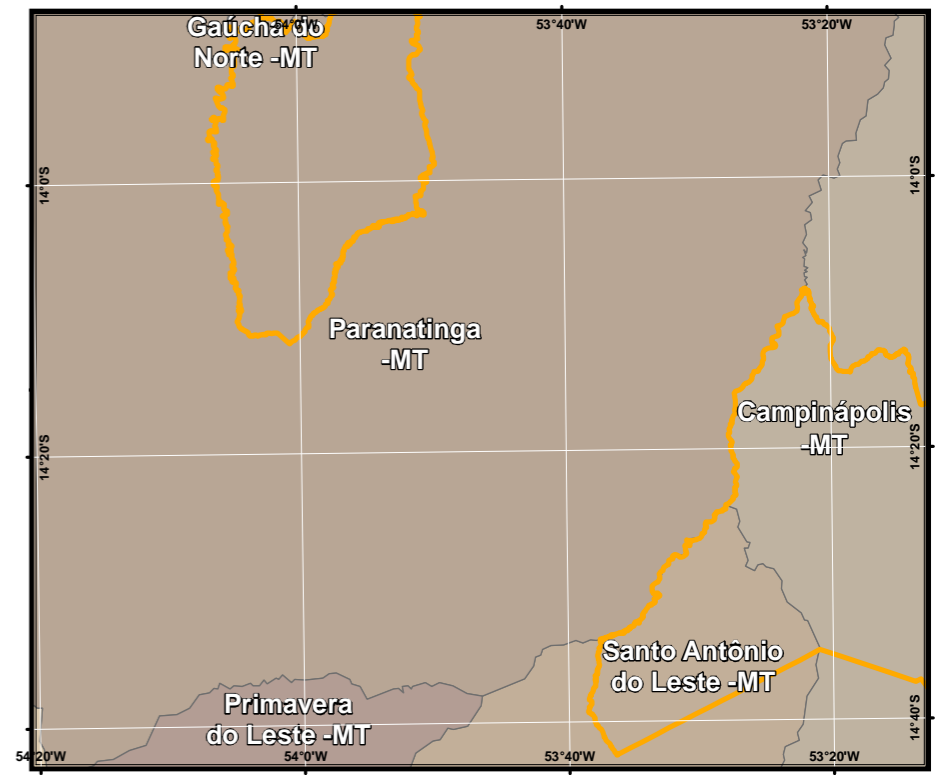 Gaúcha do
Norte -MT
54°0'W
53°40'W
53°20'W
14°0'S
14°0'S
Paranatinga
-MT
Campinápolis
-MT
14°20'S
14°20'S
Santo Antônio
do Leste -MT
Primavera
do Leste -MT
14°40'S
54°20'W
54°0'W
53°40'W
53°20'W